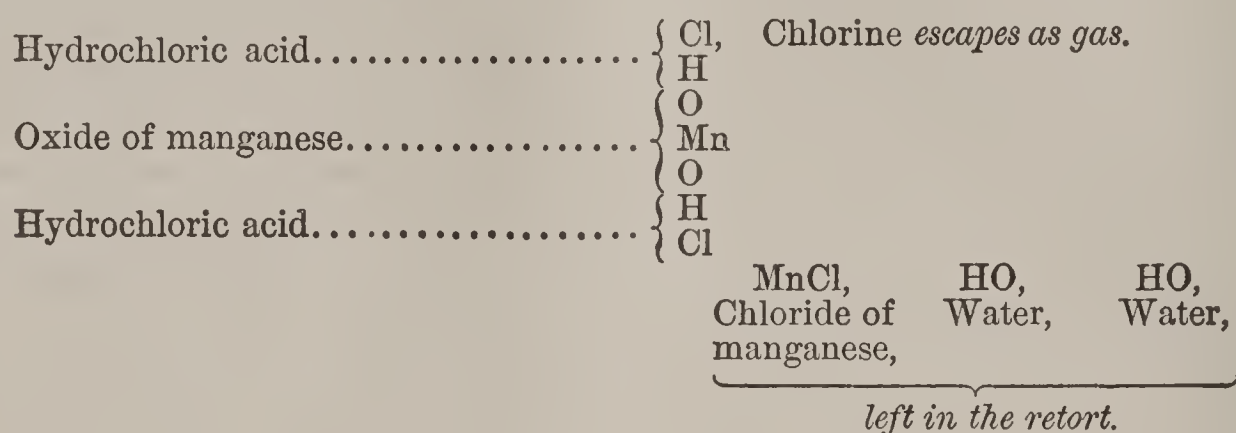 Hydrochloric acid................... { Cl, Chlorine escapes as gas.
{ H
{ O
Oxide of manganese................. { Mn
{ O
{ H
Hydrochloric acid................... { Cl
MnCl, HO, HO,
Chloride of Water, Water,
manganese,
left in the retort.